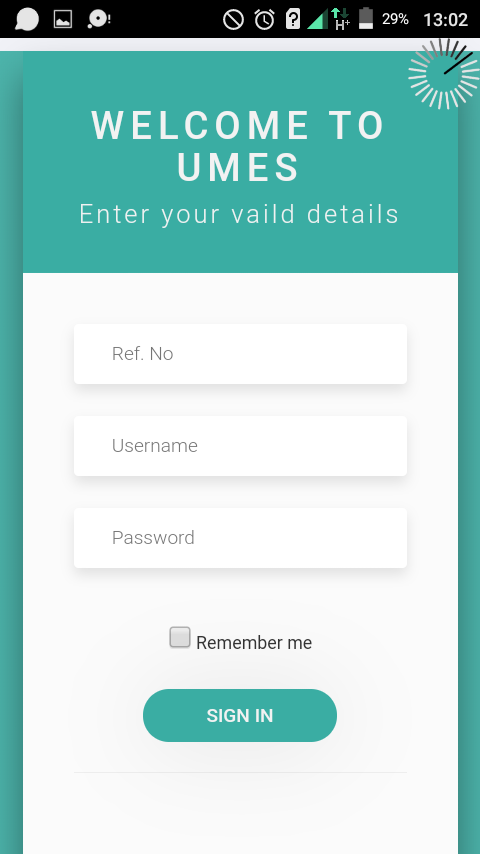 29% 13:02
H+
WELCOME TO
UMES
Enter your vaild details
Ref. No
Username
Password
Remember me
SIGN IN